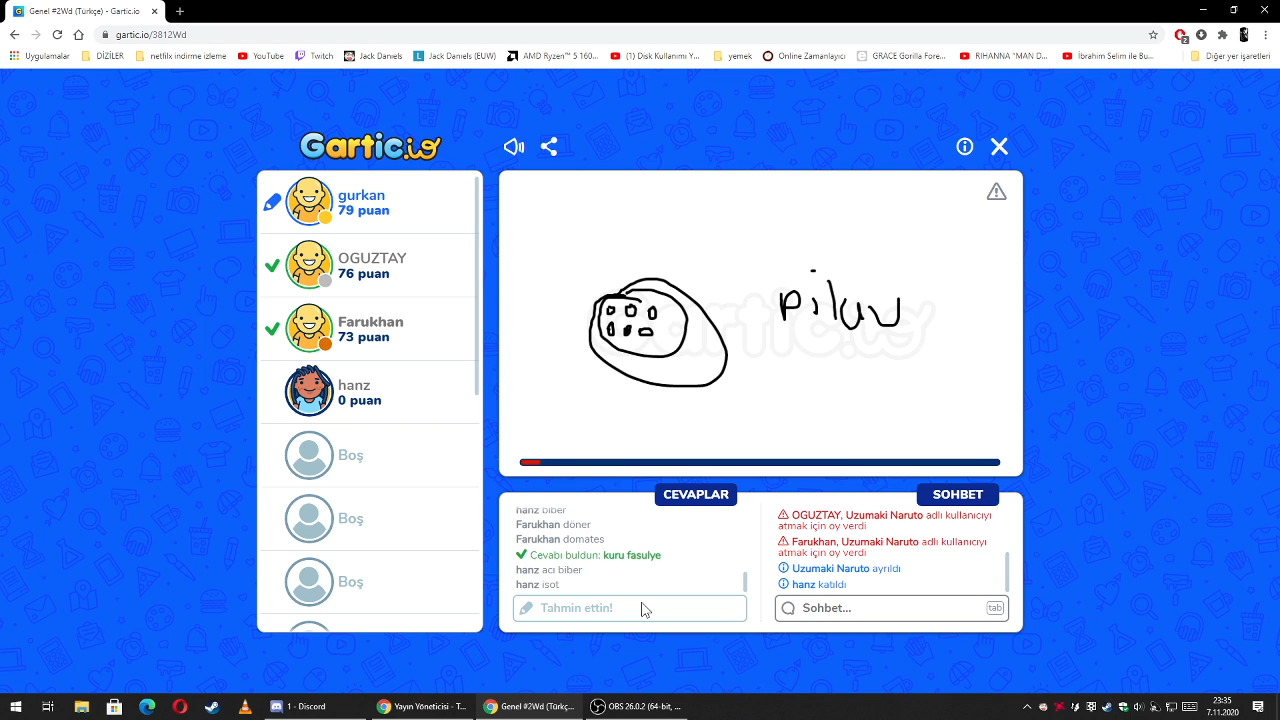 Genel #2Wd (Türkçe) - Gartic.io
gartic.io/3812Wd
Uygulamalar DİZİLER netflix indirme izleme YouTube Twitch Jack Daniels Jack Daniels (EUW) AMD Ryzen™ 5 160... (1) Disk Kullanımı Y... yemek Online Zamanlayıcı GRACE Gorilla Fore... RIHANNA "MAN D... İbrahim Selim ile Bu... Diğer yer işaretleri
Gartic.io
gurkan
79 puan
OGUZTAY
76 puan
Farukhan
73 puan
hanz
0 puan
Boş
Boş
Boş
pilav
Gartic.io
CEVAPLAR
hanz biber
Farukhan döner
Farukhan domates
Cevabı buldun: kuru fasulye
hanz acı biber
hanz isot
Tahmin ettin!
SOHBET
OGUZTAY, Uzumaki Naruto adlı kullanıcıyı
atmak için oy verdi
Farukhan, Uzumaki Naruto adlı kullanıcıyı
atmak için oy verdi
Uzumaki Naruto ayrıldı
hanz katıldı
Sohbet...
tab
1 - Discord
Yayın Yöneticisi - T...
Genel #2Wd (Türkç...
OBS 26.0.2 (64-bit, ...
23:35
7.11.2020